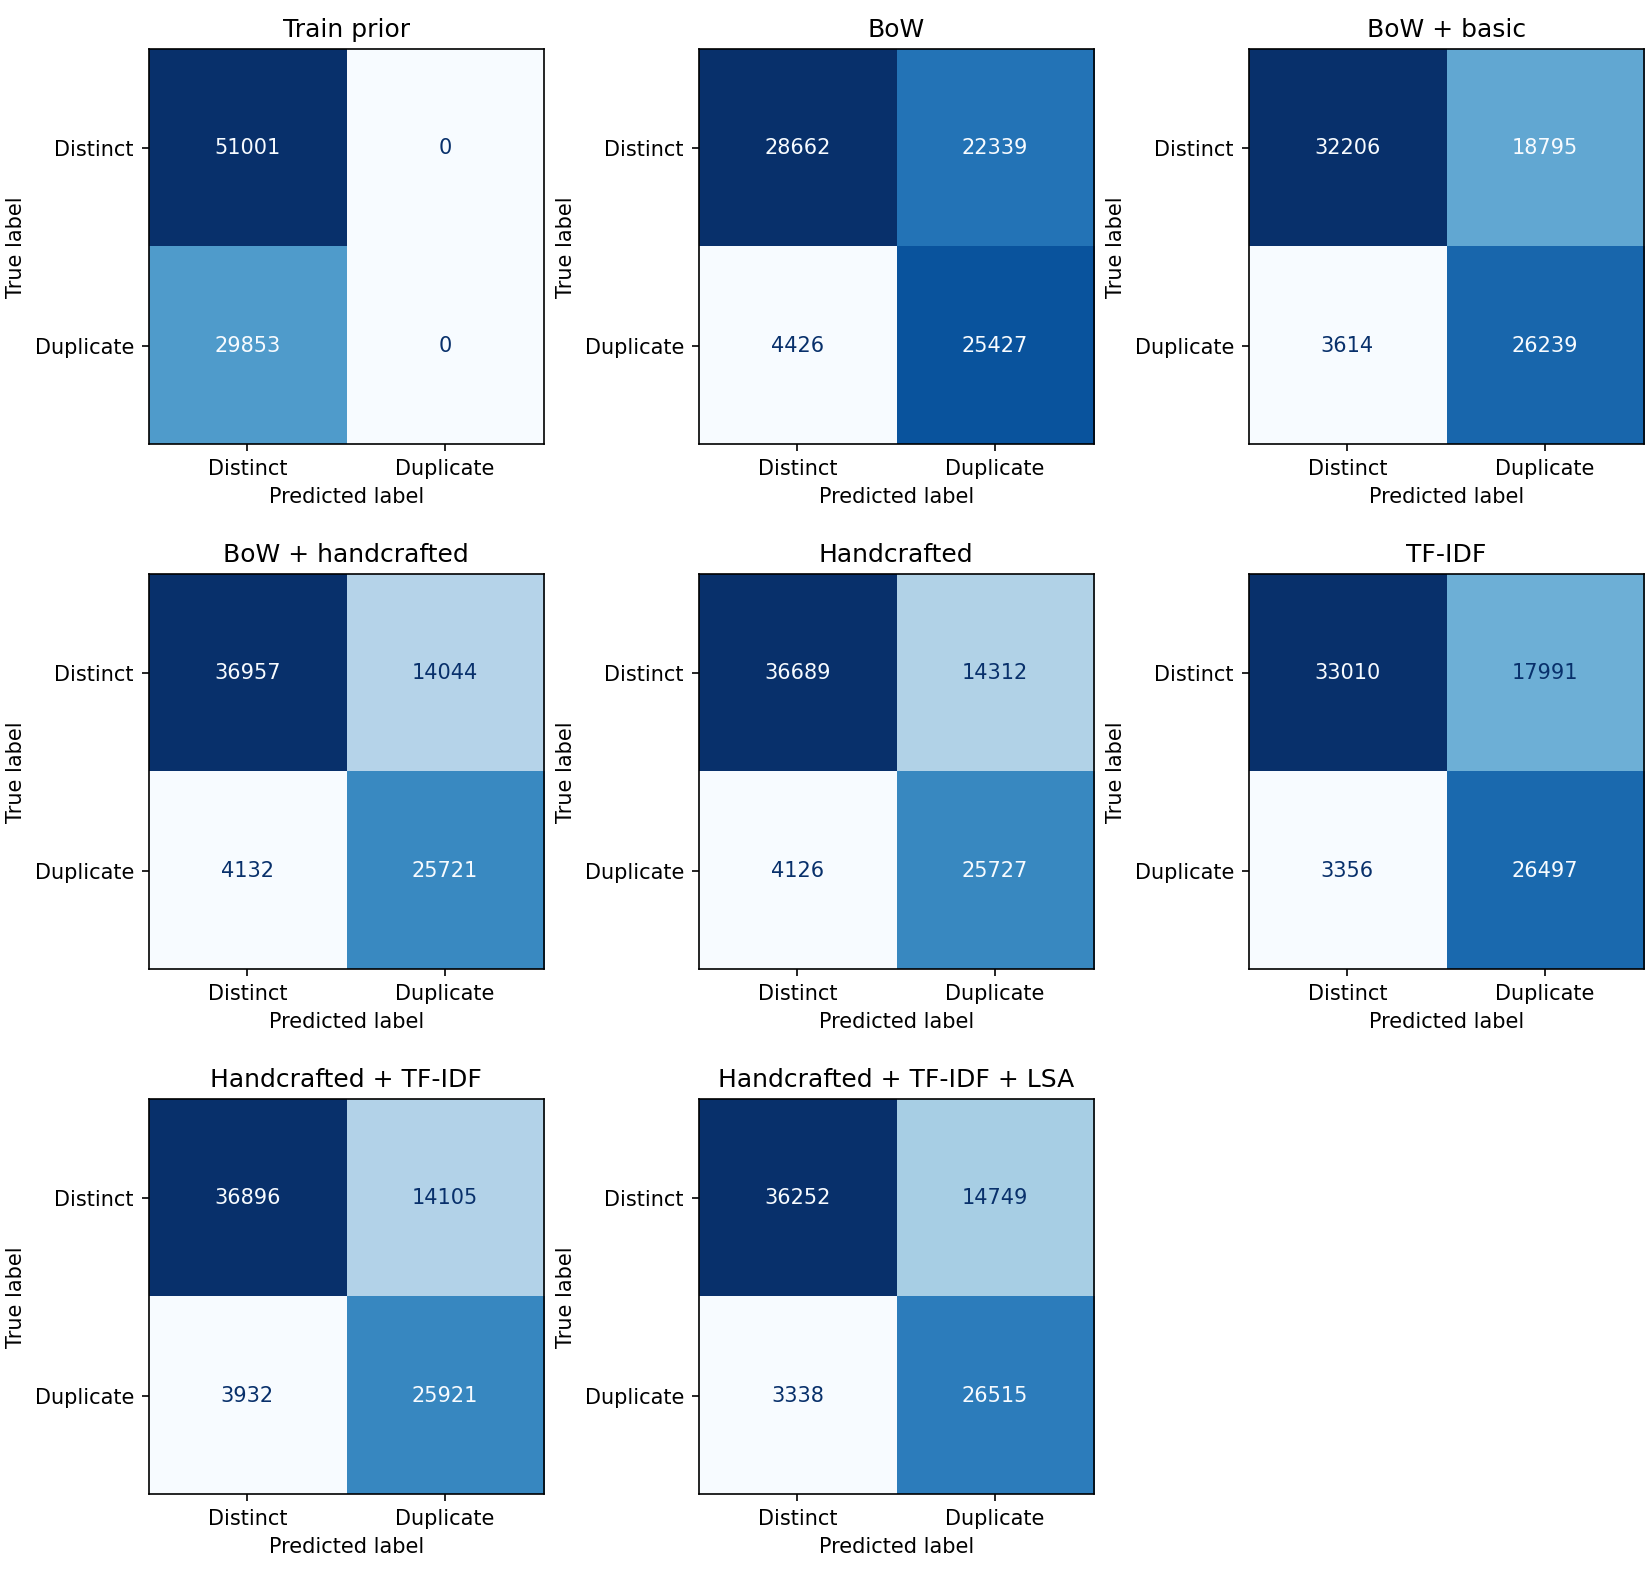 Train prior
True label
Distinct
51001
0
Duplicate
29853
0
Distinct
Duplicate
Predicted label
BoW
True label
Distinct
28662
22339
Duplicate
4426
25427
Distinct
Duplicate
Predicted label
BoW + basic
True label
Distinct
32206
18795
Duplicate
3614
26239
Distinct
Duplicate
Predicted label
BoW + handcrafted
True label
Distinct
36957
14044
Duplicate
4132
25721
Distinct
Duplicate
Predicted label
Handcrafted
True label
Distinct
36689
14312
Duplicate
4126
25727
Distinct
Duplicate
Predicted label
TF-IDF
True label
Distinct
33010
17991
Duplicate
3356
26497
Distinct
Duplicate
Predicted label
Handcrafted + TF-IDF
True label
Distinct
36896
14105
Duplicate
3932
25921
Distinct
Duplicate
Predicted label
Handcrafted + TF-IDF + LSA
True label
Distinct
36252
14749
Duplicate
3338
26515
Distinct
Duplicate
Predicted label